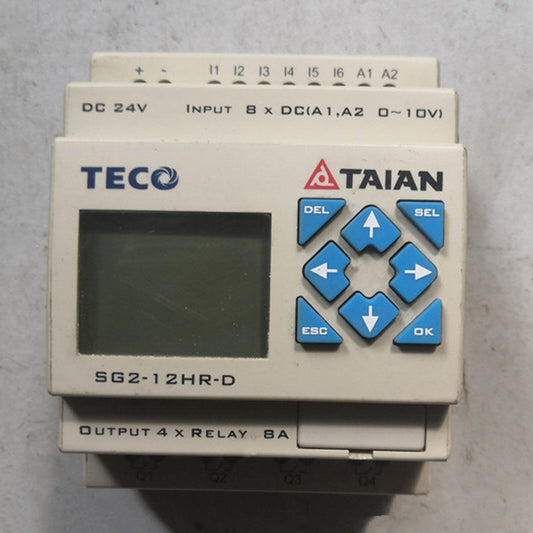 + - I1 I2 I3 I4 I5 I6 A1 A2
DC 24V INPUT 8 x DC(A1,A2 0~10V)
TECO TAIAN
DEL SEL
ESC OK
SG2-12HR-D
OUTPUT 4 x RELAY 8A
Q1 Q2 Q3 Q4